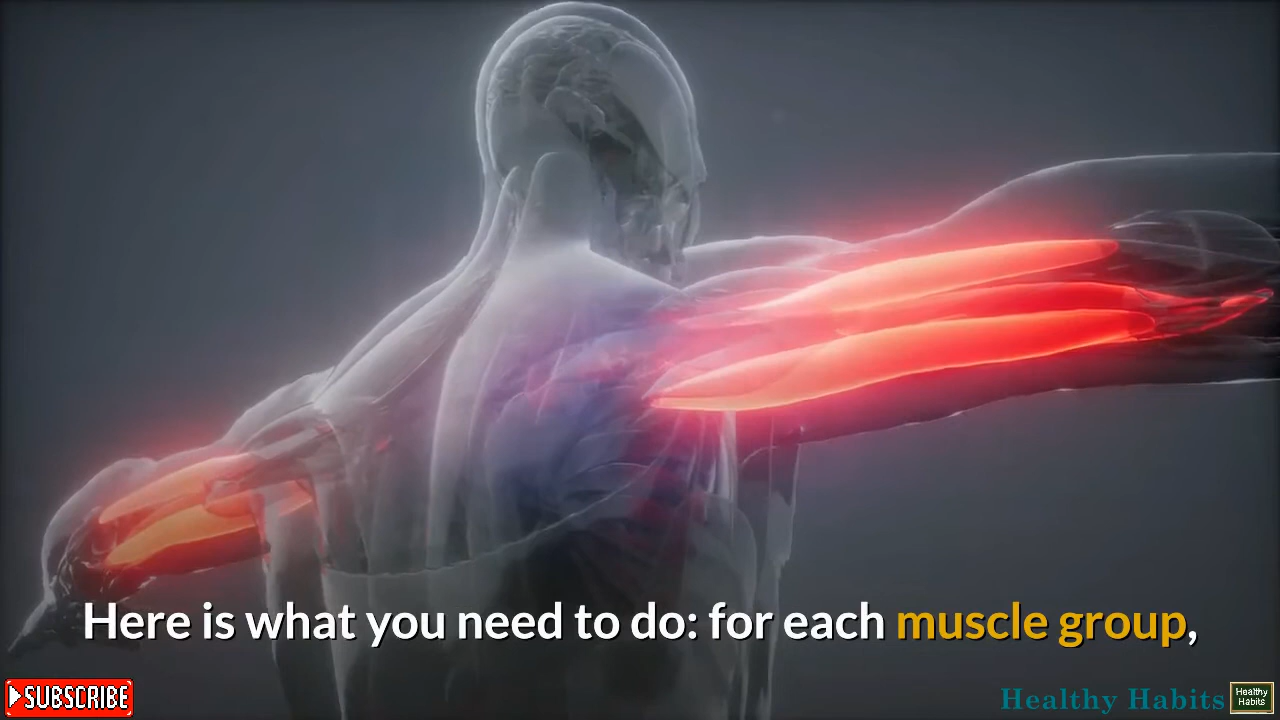 Here is what you need to do: for each muscle group,
SUBSCRIBE
Healthy Habits
Healthy
Habits